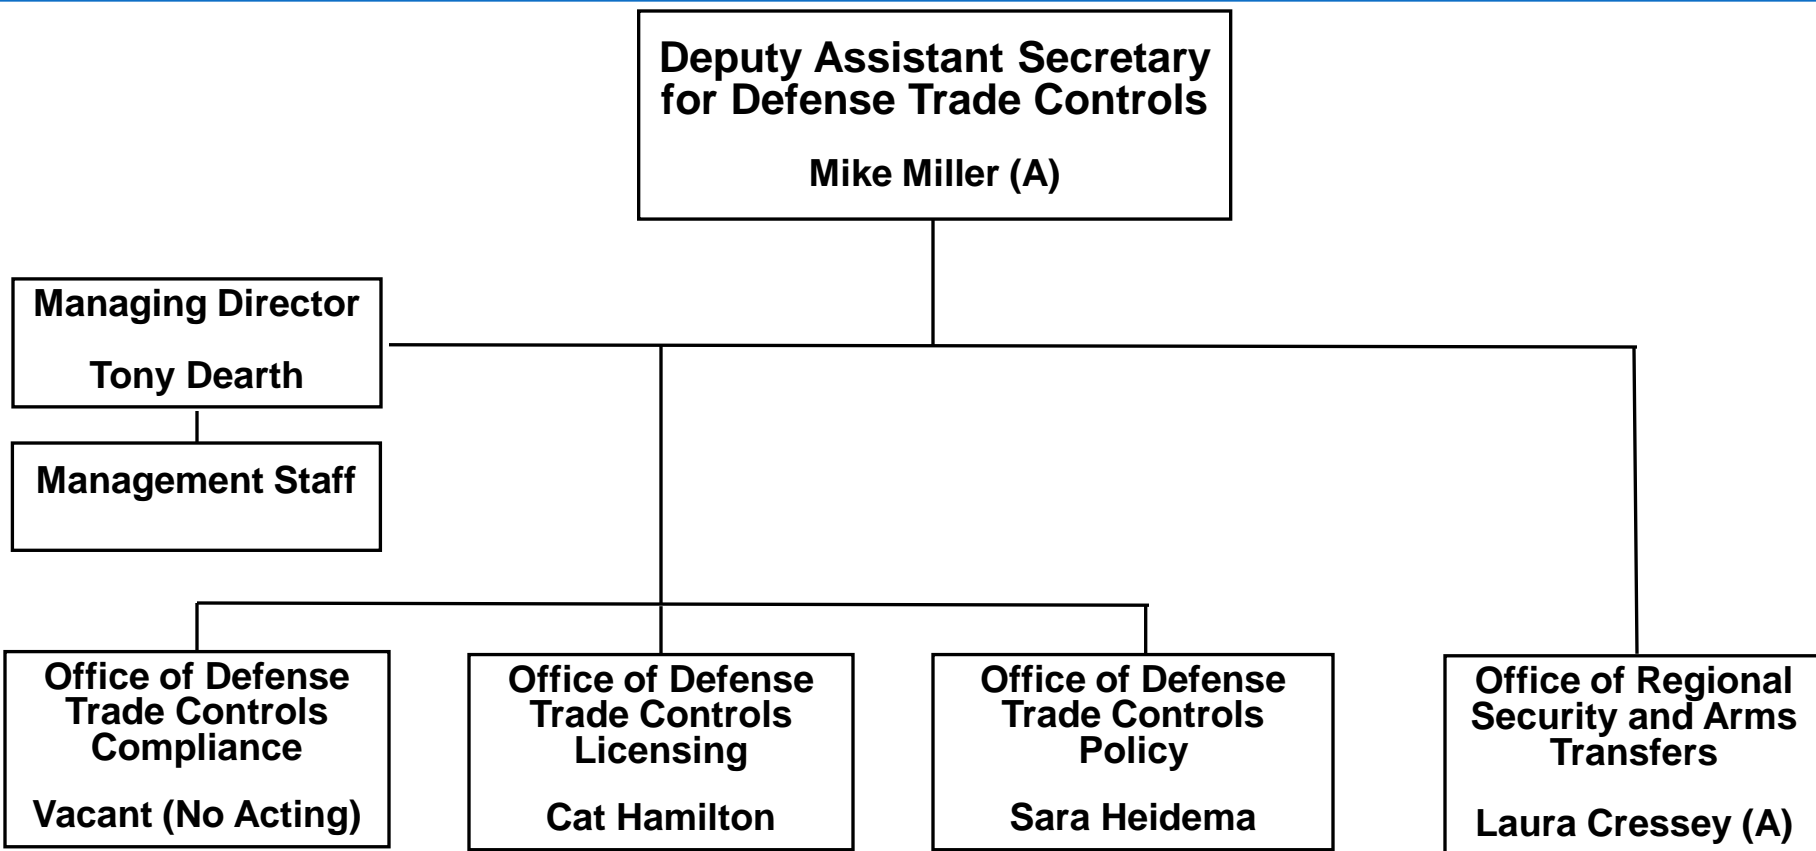 Deputy Assistant Secretary
for Defense Trade Controls
Mike Miller (A)
Managing Director
Tony Dearth
Management Staff
Office of Defense
Trade Controls
Compliance
Vacant (No Acting)
Office of Defense
Trade Controls
Licensing
Cat Hamilton
Office of Defense
Trade Controls
Policy
Sara Heidema
Office of Regional
Security and Arms
Transfers
Laura Cressey (A)